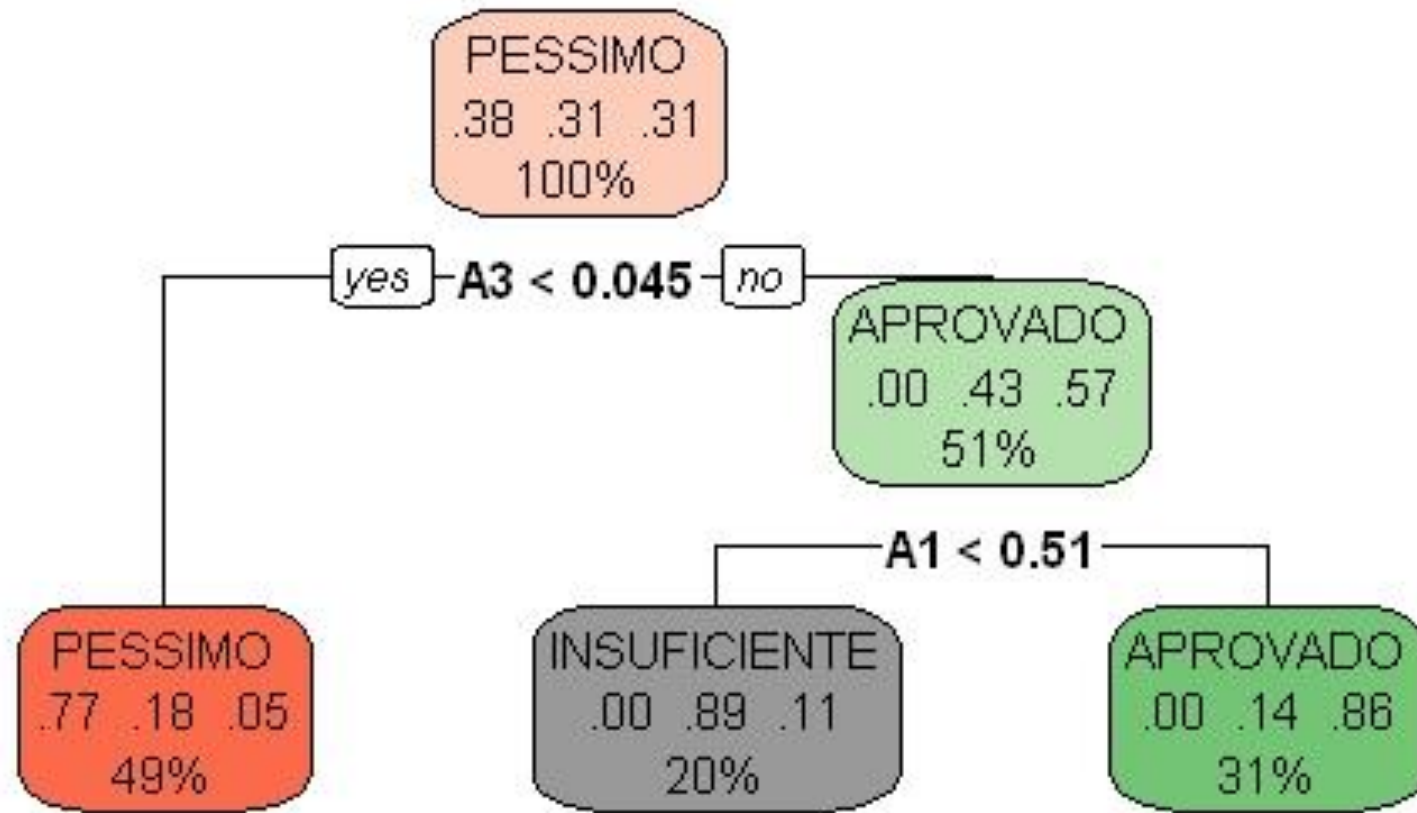 PESSIMO
.38 .31 .31
100%
yes A3 < 0.045 no
APROVADO
.00 .43 .57
51%
A1 < 0.51
PESSIMO
.77 .18 .05
49%
INSUFICIENTE
.00 .89 .11
20%
APROVADO
.00 .14 .86
31%